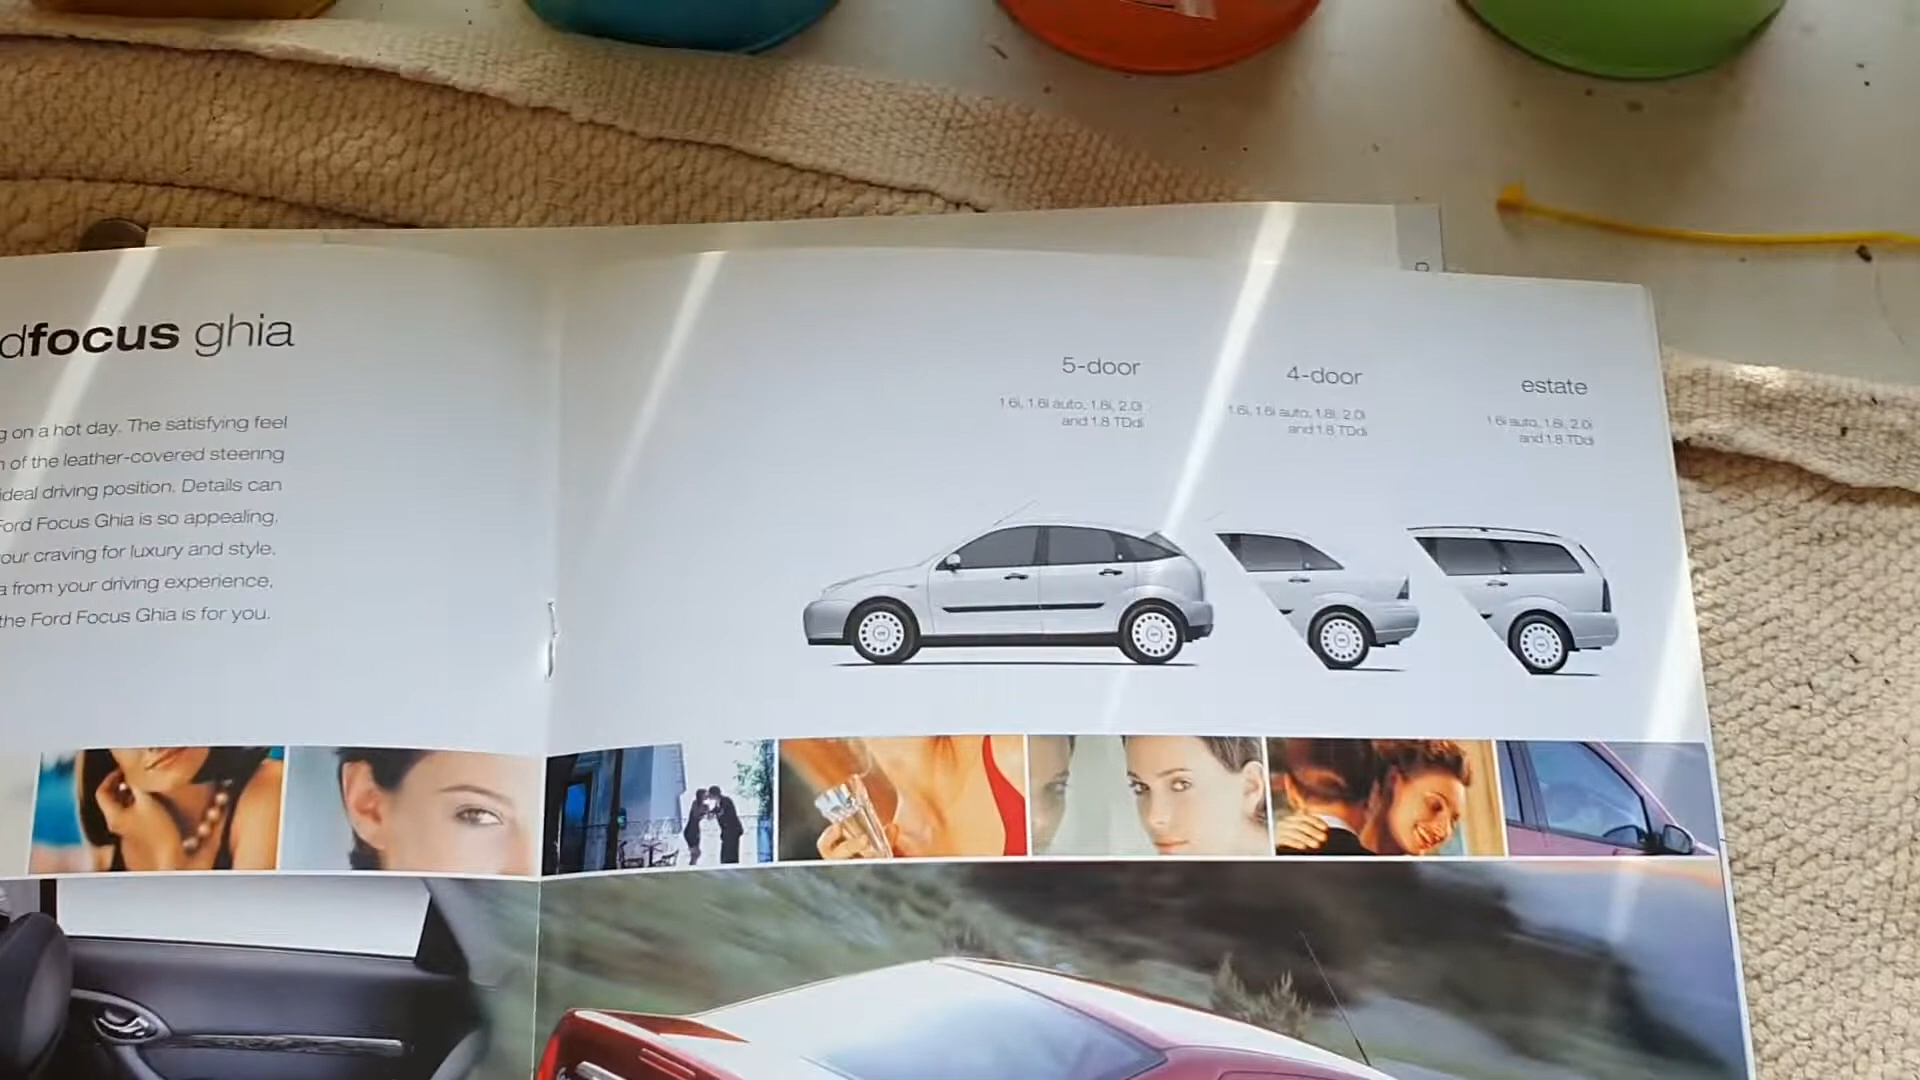 dfocus ghia
g on a hot day. The satisfying feel
of the leather-covered steering
ideal driving position. Details can
Ford Focus Ghia is so appealing.
our craving for luxury and style.
a from your driving experience,
the Ford Focus Ghia is for you.
5-door
1.6i, 1.6i auto, 1.8i, 2.0i
and 1.8 TDdi
4-door
1.6i, 1.6i auto, 1.8i, 2.0i
and 1.8 TDdi
estate
1.6i auto, 1.8i, 2.0i
and 1.8 TDdi